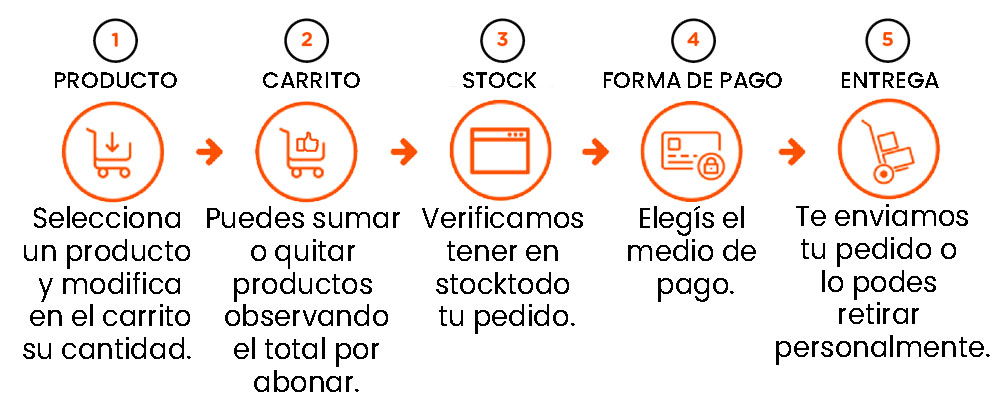 1
PRODUCTO
Selecciona
un producto
y modifica
en el carrito
su cantidad.
2
CARRITO
Puedes sumar
o quitar
productos
observando
el total por
abonar.
3
STOCK
Verificamos
tener en
stocktodo
tu pedido.
4
FORMA DE PAGO
Elegís el
medio de
pago.
5
ENTREGA
Te enviamos
tu pedido o
lo podes
retirar
personalmente.